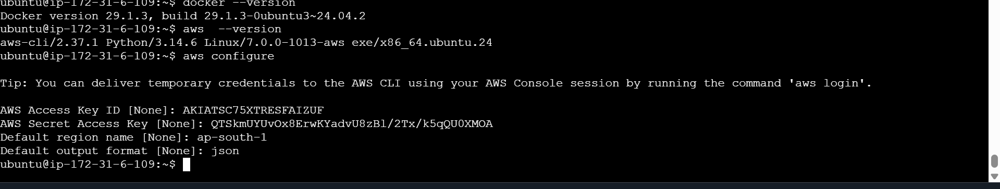 ubuntu@ip-172-31-6-109:~$ docker --version
Docker version 29.1.3, build 29.1.3-0ubuntu3~24.04.2
ubuntu@ip-172-31-6-109:~$ aws  --version
aws-cli/2.37.1 Python/3.14.6 Linux/7.0.0-1013-aws exe/x86_64.ubuntu.24
ubuntu@ip-172-31-6-109:~$ aws configure
Tip: You can deliver temporary credentials to the AWS CLI using your AWS Console session by running the command 'aws login'.
AWS Access Key ID [None]: AKIATSC75XTRESFAIZUF
AWS Secret Access Key [None]: QTSkmUYUvOx8ErwKYadvU8zBl/2Tx/k5qQU0XMOA
Default region name [None]: ap-south-1
Default output format [None]: json
ubuntu@ip-172-31-6-109:~$